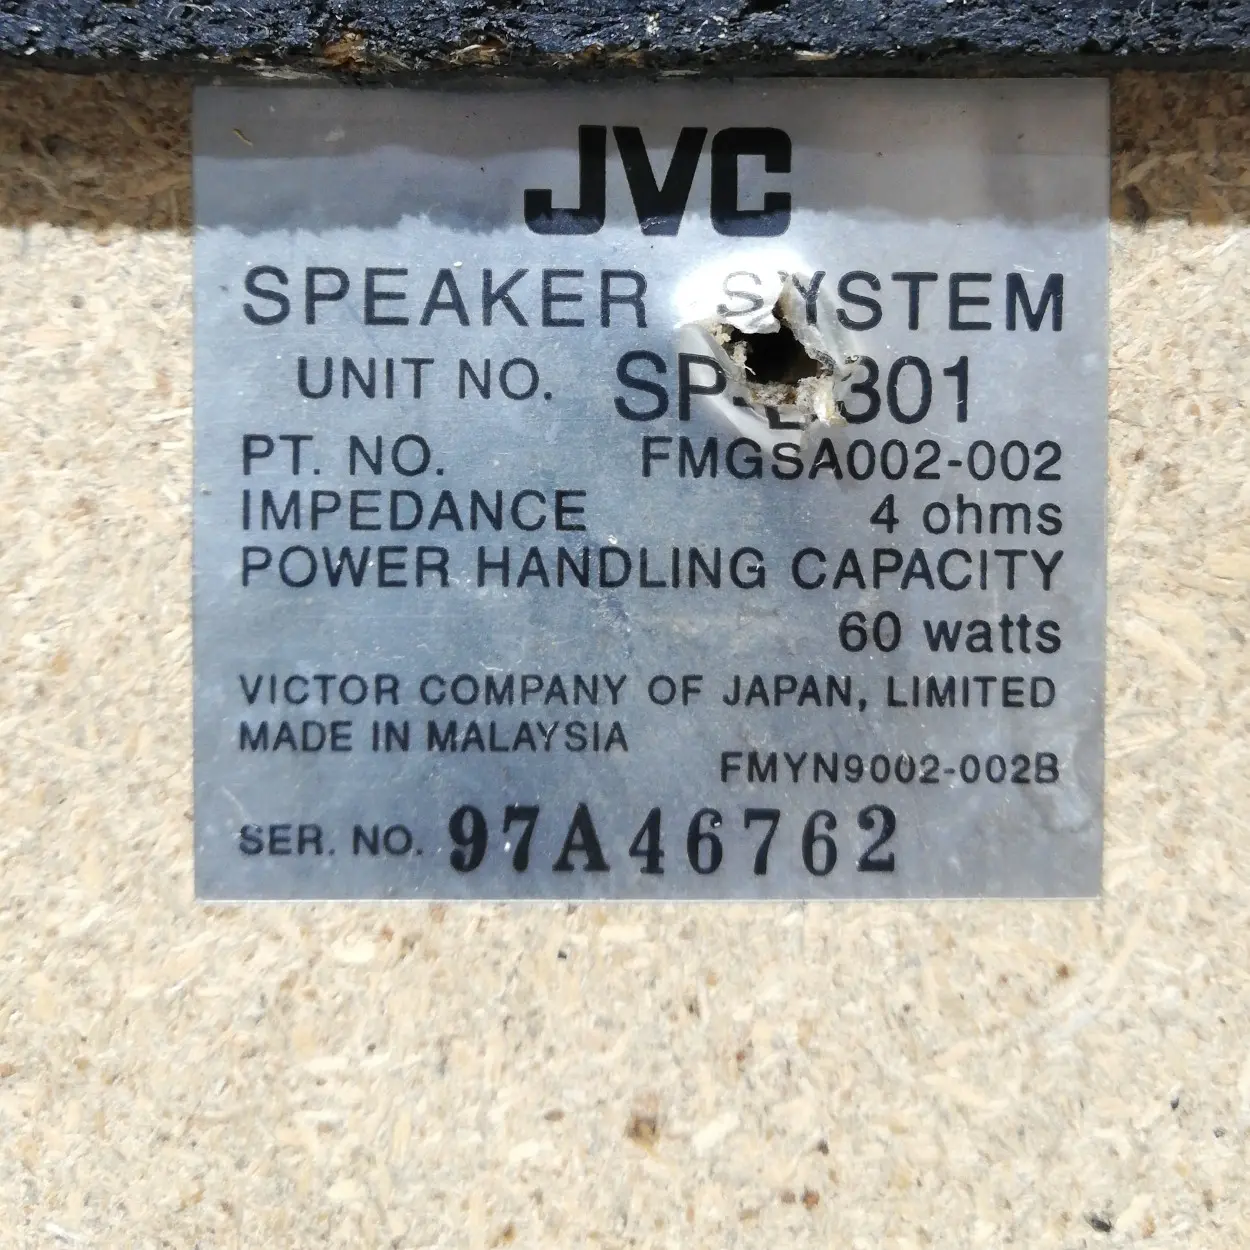 JVC
SPEAKER SYSTEM
UNIT NO.
PT. NO. FMGSA002-002
IMPEDANCE 4 ohms
POWER HANDLING CAPACITY
60 watts
VICTOR COMPANY OF JAPAN, LIMITED
MADE IN MALAYSIA
FMYN9002-002B
SER. NO. 97A46762